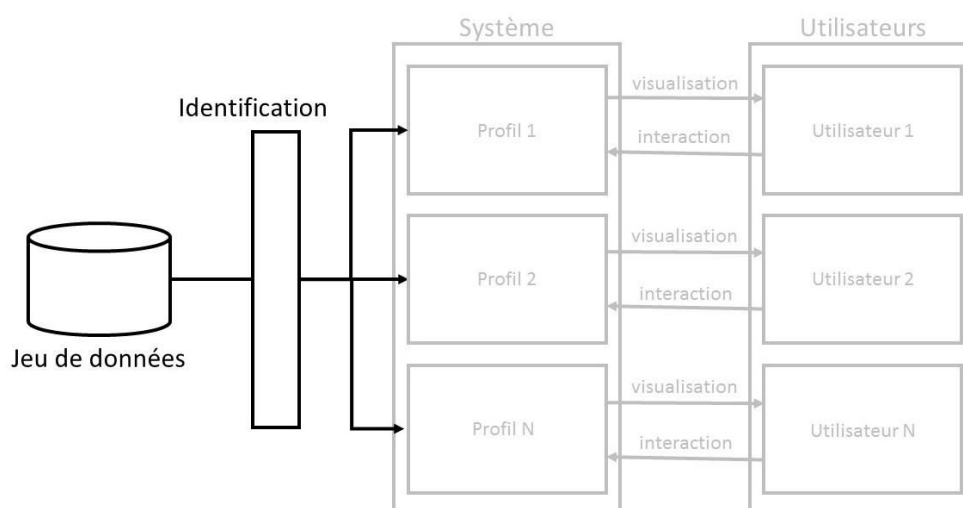 Système
Utilisateurs
Identification
visualisation
Profil 1
Utilisateur 1
interaction
visualisation
Profil 2
Utilisateur 2
interaction
Jeu de données
visualisation
Profil N
Utilisateur N
interaction